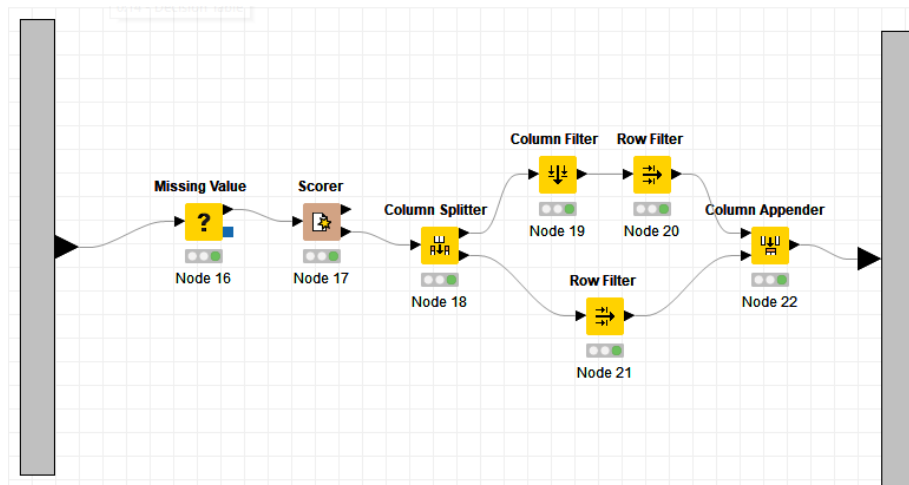 Column Filter
Row Filter
Missing Value
Scorer
Column Splitter
Column Appender
?
Node 19
Node 20
Node 16
Node 17
Row Filter
Node 18
Node 22
Node 21